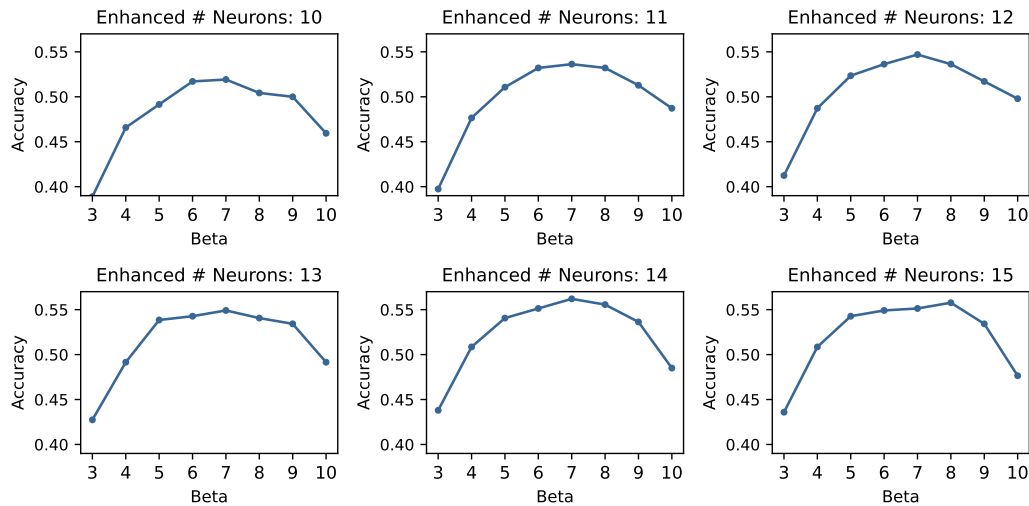 Enhanced # Neurons: 10
Accuracy
0.55
0.50
0.45
0.40
3 4 5 6 7 8 9 10
Beta
Enhanced # Neurons: 11
Accuracy
0.55
0.50
0.45
0.40
3 4 5 6 7 8 9 10
Beta
Enhanced # Neurons: 12
Accuracy
0.55
0.50
0.45
0.40
3 4 5 6 7 8 9 10
Beta
Enhanced # Neurons: 13
Accuracy
0.55
0.50
0.45
0.40
3 4 5 6 7 8 9 10
Beta
Enhanced # Neurons: 14
Accuracy
0.55
0.50
0.45
0.40
3 4 5 6 7 8 9 10
Beta
Enhanced # Neurons: 15
Accuracy
0.55
0.50
0.45
0.40
3 4 5 6 7 8 9 10
Beta